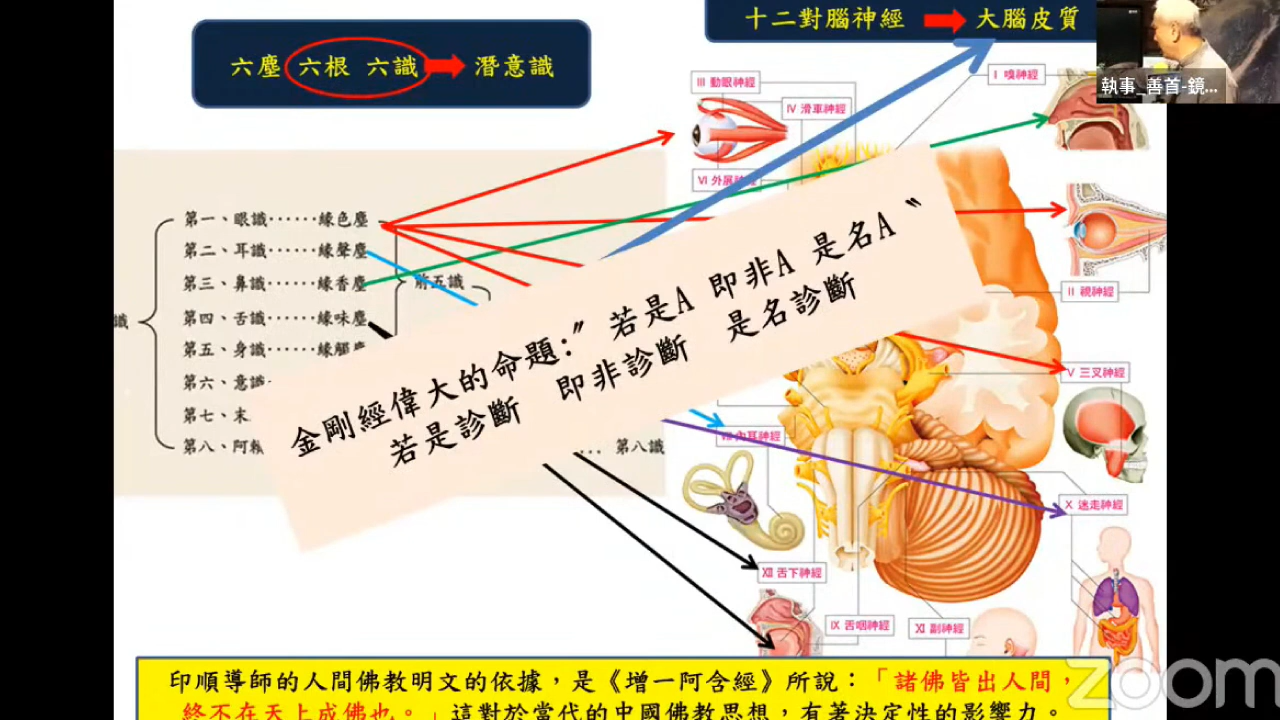 十二對腦神經 大腦皮質
六塵 六根 六識 潛意識
執事_善首-鏡...
I 嗅神經
III 動眼神經
IV 滑車神經
VI 外展神經
第一、眼識……緣色塵
第二、耳識……緣聲塵
第三、鼻識……緣香塵
前五識
第四、舌識……緣味塵
第五、身識……緣觸塵
第六、意識
第七、末
第八、阿賴
識
… 第八識
金剛經偉大的命題:〞若是A 即非A 是名A〝
若是診斷 即非診斷 是名診斷
II 視神經
V 三叉神經
內耳神經
X 迷走神經
XII 舌下神經
IX 舌咽神經
XI 副神經
印順導師的人間佛教明文的依據，是《增一阿含經》所說：「諸佛皆出人間，
終不在天上成佛也。」這對於當代的中國佛教思想，有著決定性的影響力。
zoom